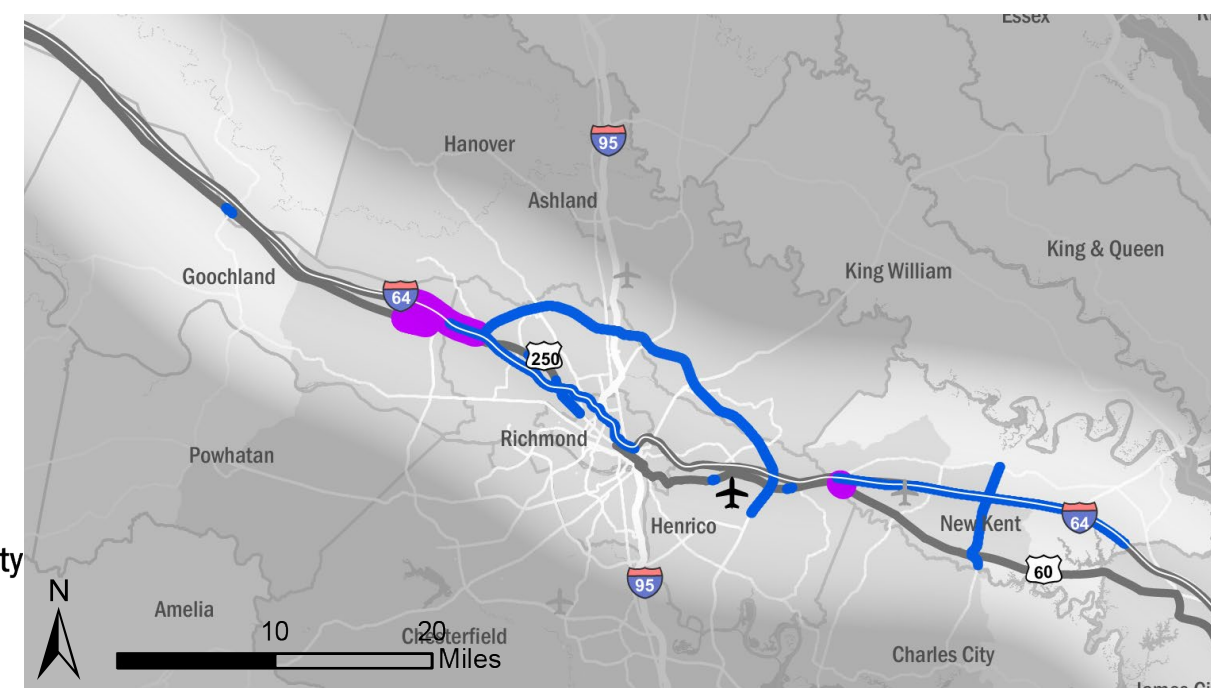 Essex
Hanover
95
Ashland
King & Queen
King William
Goochland
64
250
Richmond
Powhatan
Henrico
New Kent
64
ty
60
95
N
Amelia
10
20
Chesterfield
Miles
Charles City